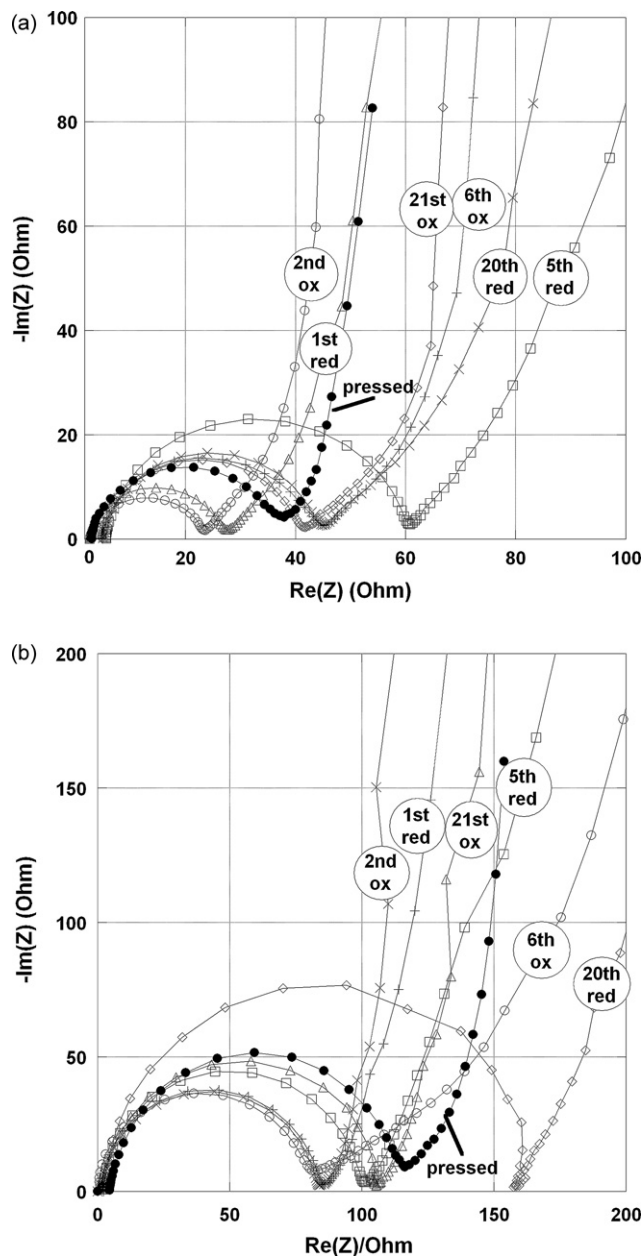 (a)
100
80
60
40
20
0
-Im(Z) (Ohm)
2nd
ox
1st
red
pressed
21st
ox
6th
ox
20th
red
5th
red
0
20
40
60
80
100
Re(Z) (Ohm)
(b)
200
150
100
50
0
-Im(Z) (Ohm)
2nd
ox
1st
red
21st
ox
5th
red
6th
ox
20th
red
pressed
0
50
100
150
200
Re(Z)/Ohm